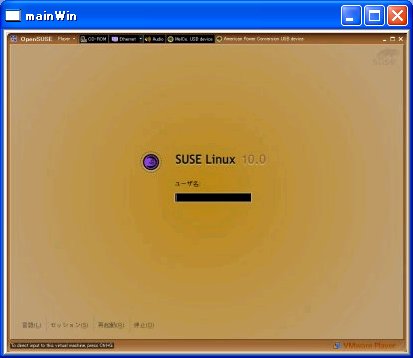 mainWin
OpenSUSE Player CD-ROM Ethernet Audio MelCo. USB device American Power Conversion USB device
SUSE
SUSE Linux 10.0
ユーザ名:
言語(L) セッション(S) 再起動(R) 停止(D)
To direct input to this virtual machine, press Ctrl+G.
VMware Player